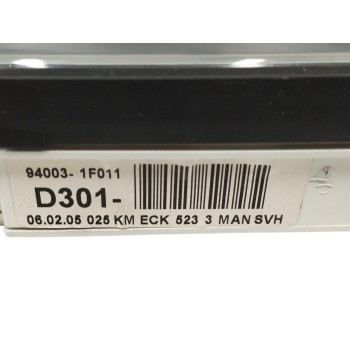 94003- 1F011
D301-
06.02.05 025 KM ECK 523 3 MAN SVH